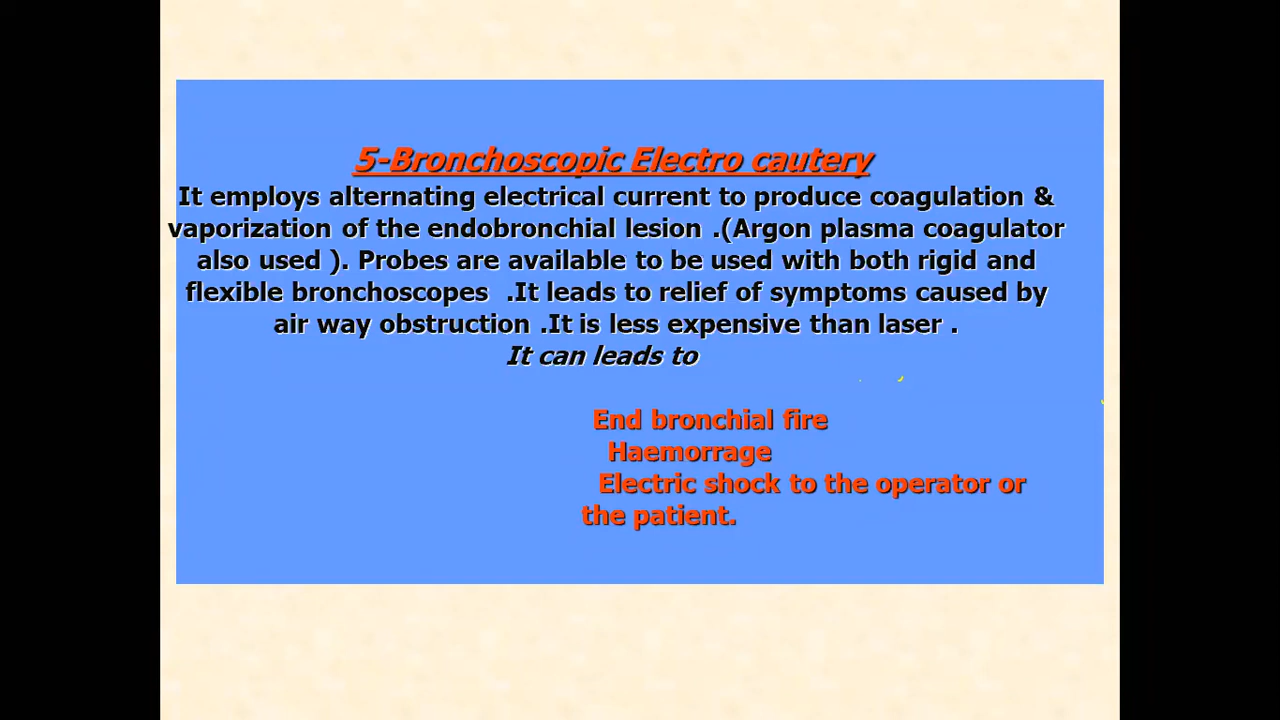 5-Bronchoscopic Electro cautery
It employs alternating electrical current to produce coagulation &
vaporization of the endobronchial lesion .(Argon plasma coagulator
also used ). Probes are available to be used with both rigid and
flexible bronchoscopes .It leads to relief of symptoms caused by
air way obstruction .It is less expensive than laser .
It can leads to
End bronchial fire
Haemorrage
Electric shock to the operator or
the patient.